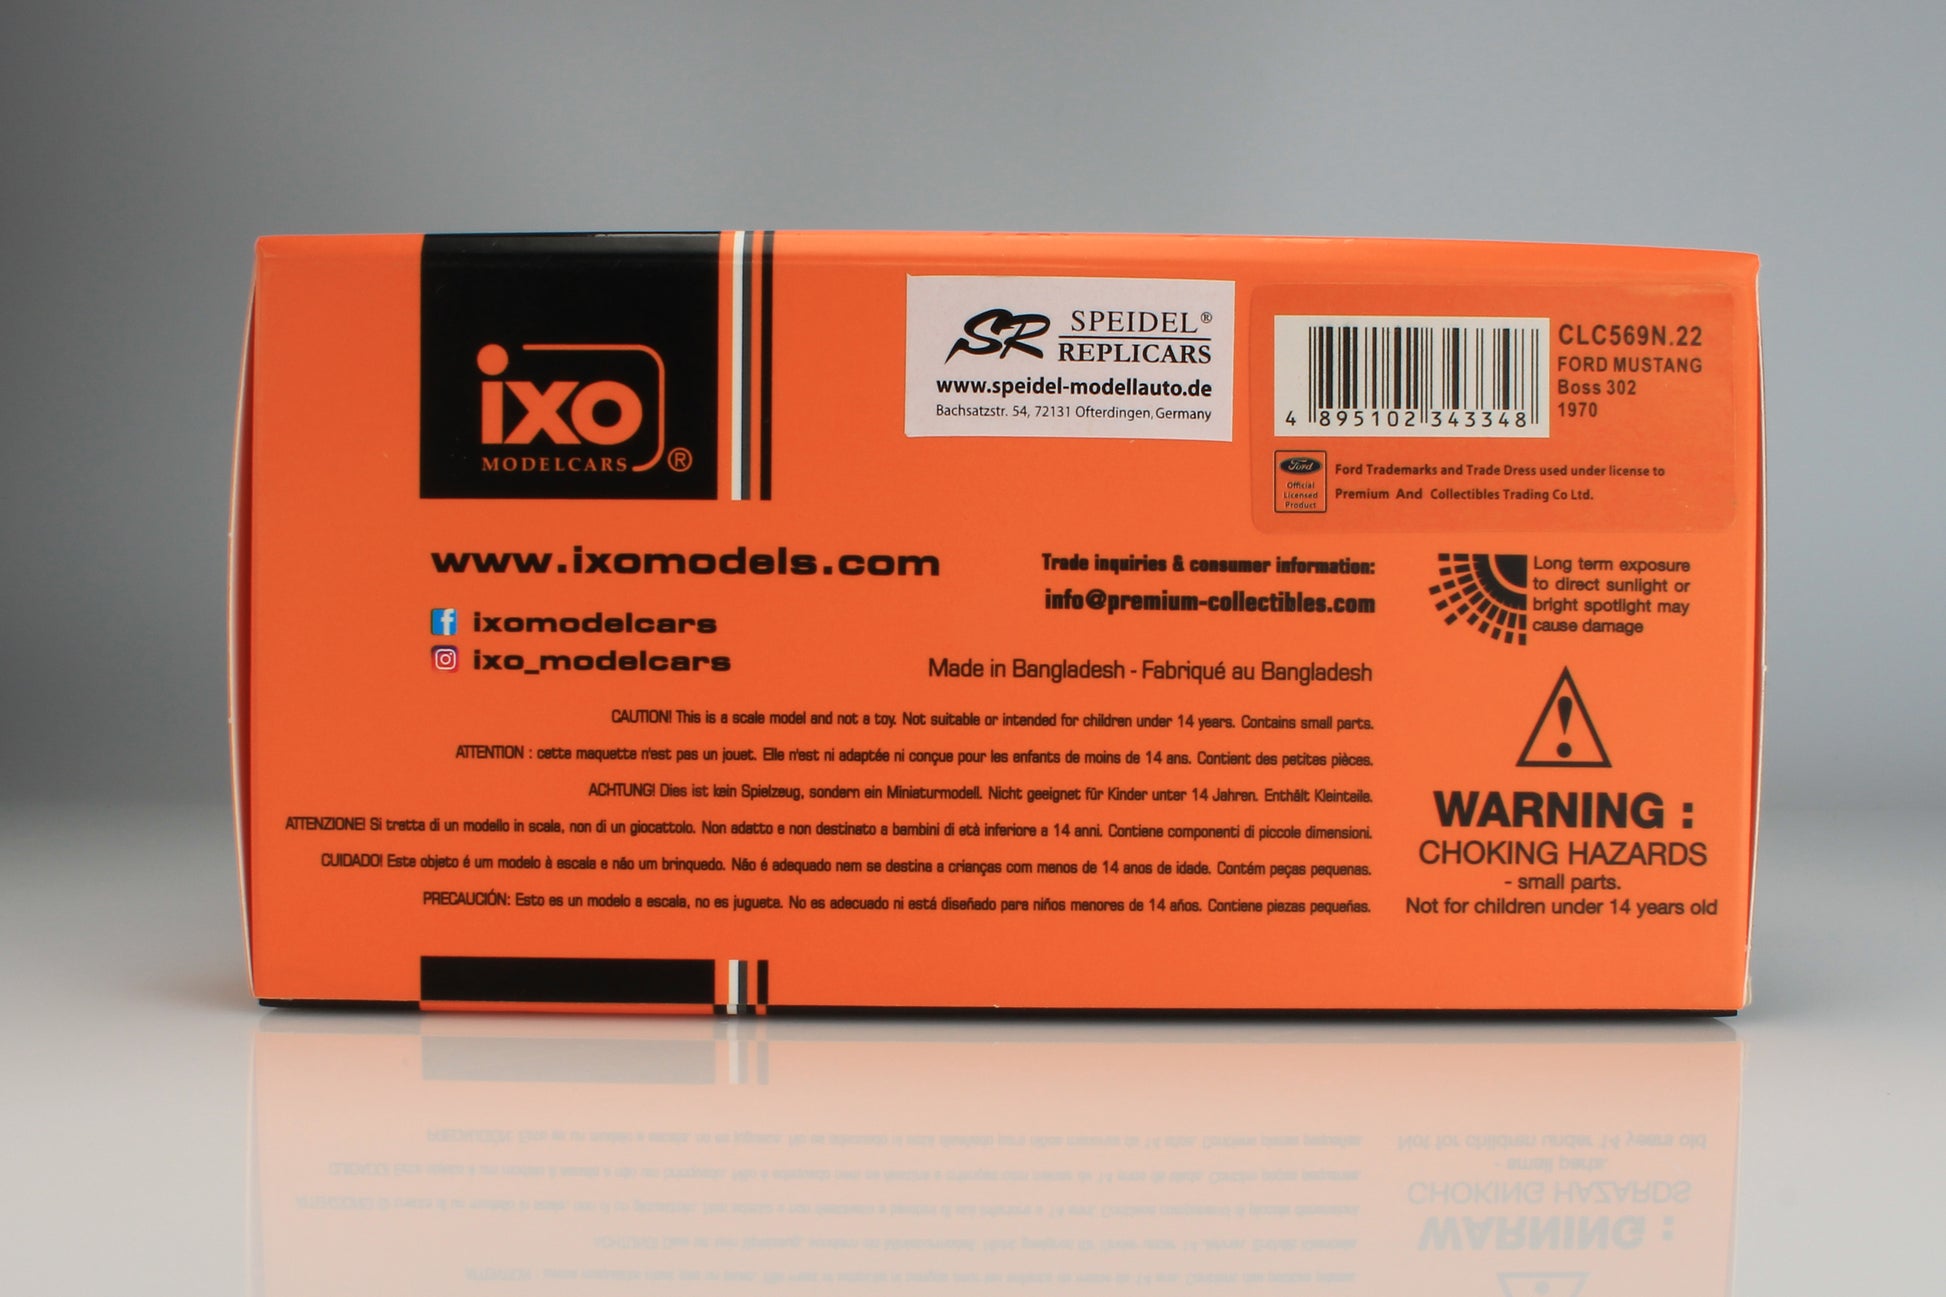 ixo
MODELCARS ®
SR SPEIDEL®
REPLICARS
www.speidel-modellauto.de
Bachsatzstr. 54, 72131 Ofterdingen, Germany
4 895102 343348
CLC569N.22
FORD MUSTANG
Boss 302
1970
Ford
Official
Licensed
Product
Ford Trademarks and Trade Dress used under license to
Premium And Collectibles Trading Co Ltd.
www.ixomodels.com
f ixomodelcars
ixo_modelcars
Trade inquiries & consumer information:
info@premium-collectibles.com
Long term exposure
to direct sunlight or
bright spotlight may
cause damage
Made in Bangladesh - Fabriqué au Bangladesh
CAUTION! This is a scale model and not a toy. Not suitable or intended for children under 14 years. Contains small parts.
ATTENTION : cette maquette n'est pas un jouet. Elle n'est ni adaptée ni conçue pour les enfants de moins de 14 ans. Contient des petites pièces.
ACHTUNG! Dies ist kein Spielzeug, sondern ein Miniaturmodell. Nicht geeignet für Kinder unter 14 Jahren. Enthält Kleinteile.
ATTENZIONE! Si tratta di un modello in scala, non di un giocattolo. Non adatto e non destinato a bambini di età inferiore a 14 anni. Contiene componenti di piccole dimensioni.
CUIDADO! Este objeto é um modelo à escala e não um brinquedo. Não é adequado nem se destina a crianças com menos de 14 anos de idade. Contém peças pequenas.
PRECAUCIÓN: Esto es un modelo a escala, no es juguete. No es adecuado ni está diseñado para niños menores de 14 años. Contiene piezas pequeñas.
!
WARNING :
CHOKING HAZARDS
- small parts.
Not for children under 14 years old